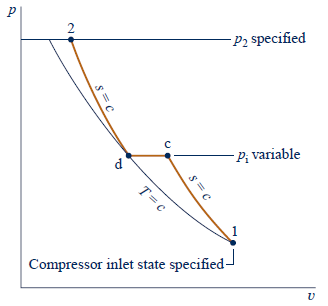 p
2
p2 specified
s = c
c
d
pi variable
s = c
T = c
1
Compressor inlet state specified
v